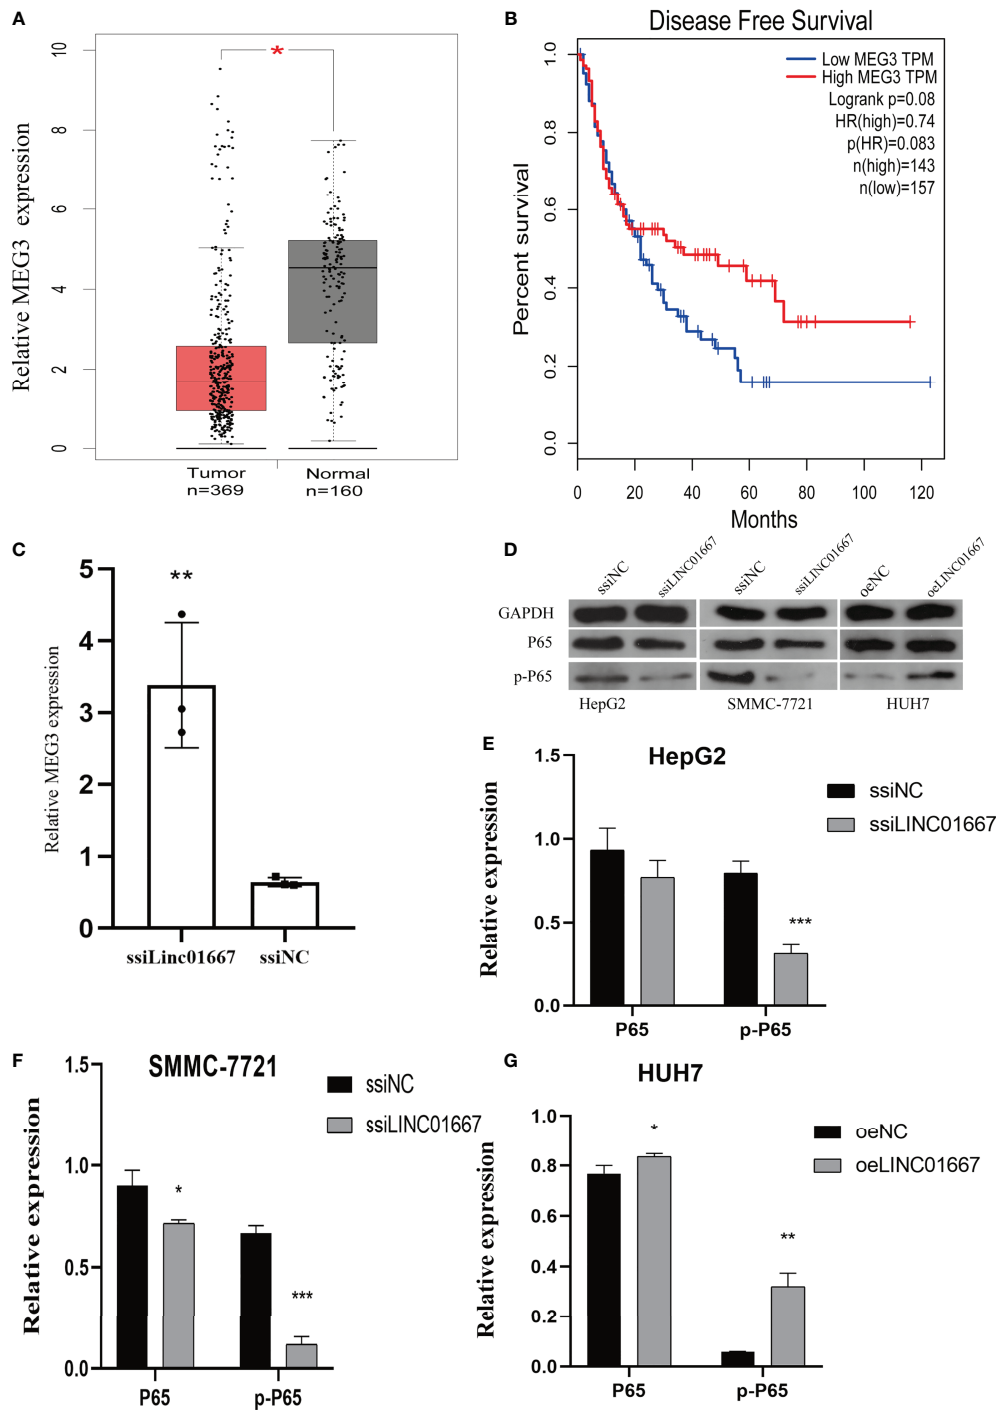 A
Relative MEG3 expression
10
8
6
4
2
0
*
Tumor
n=369
Normal
n=160
B
Disease Free Survival
Low MEG3 TPM
High MEG3 TPM
Logrank p=0.08
HR(high)=0.74
p(HR)=0.083
n(high)=143
n(low)=157
Percent survival
1.0
0.8
0.6
0.4
0.2
0.0
0 20 40 60 80 100 120
Months
C
Relative MEG3 expression
5
4
3
2
1
0
**
ssiLinc01667 ssiNC
D
ssiNC ssiLINC01667 ssiNC ssiLINC01667 oeNC oeLINC01667
GAPDH
P65
p-P65
HepG2 SMMC-7721 HUH7
E
HepG2
Relative expression
1.5
1.0
0.5
0.0
ssiNC
ssiLINC01667
***
P65 p-P65
F
SMMC-7721
Relative expression
1.5
1.0
0.5
0.0
ssiNC
ssiLINC01667
*
***
P65 p-P65
G
HUH7
Relative expression
1.0
0.8
0.6
0.4
0.2
0.0
oeNC
oeLINC01667
*
**
P65 p-P65